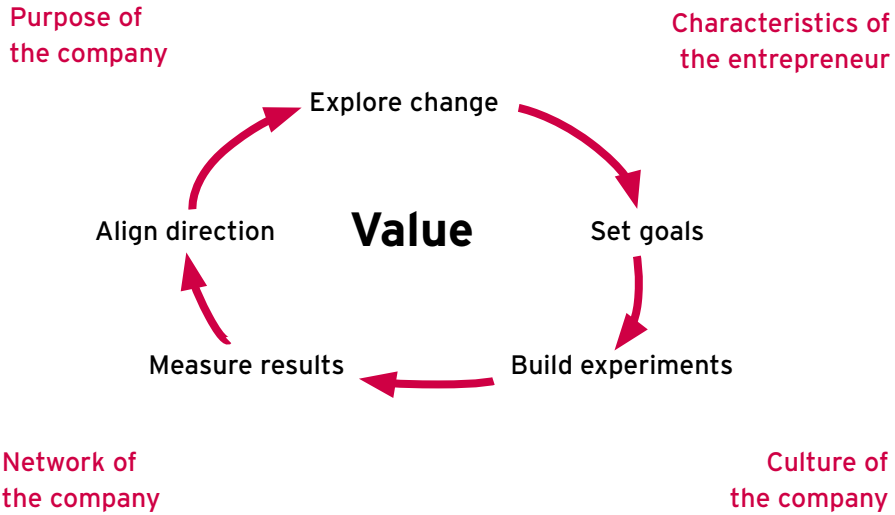 Purpose of
the company
Characteristics of
the entrepreneur
Explore change
Align direction
Value
Set goals
Measure results
Build experiments
Network of
the company
Culture of
the company